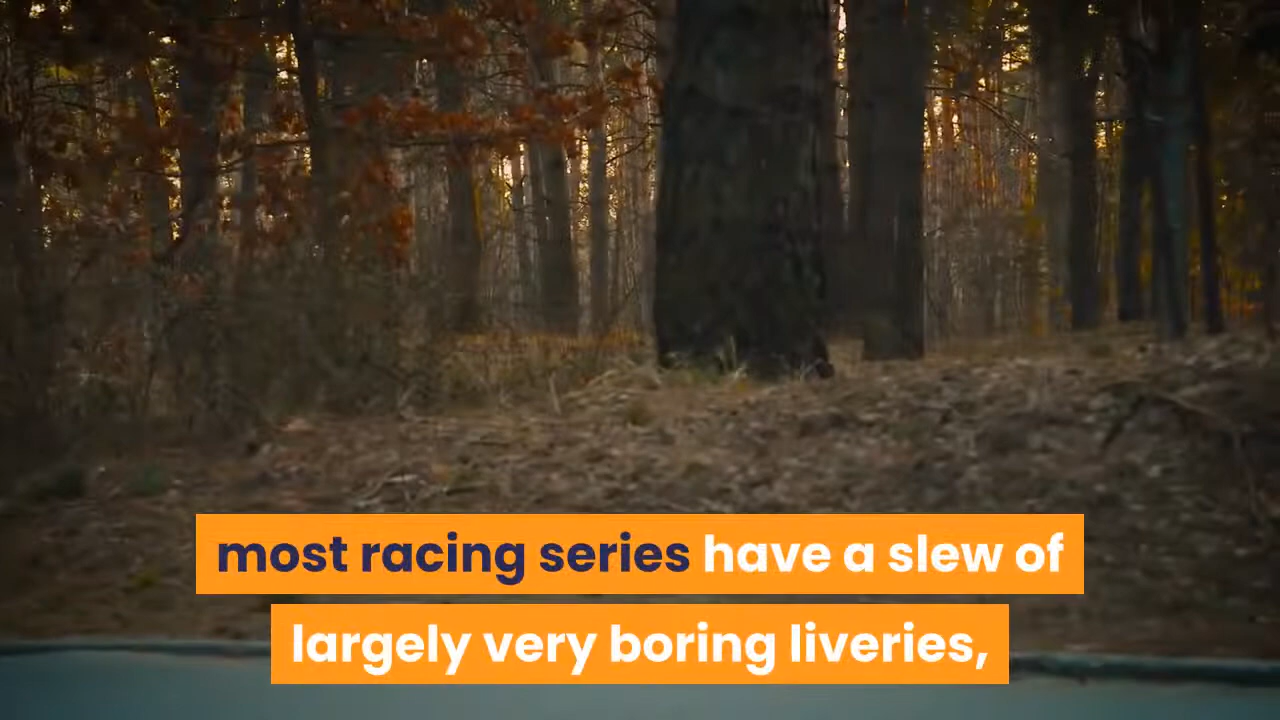 most racing series have a slew of
largely very boring liveries,